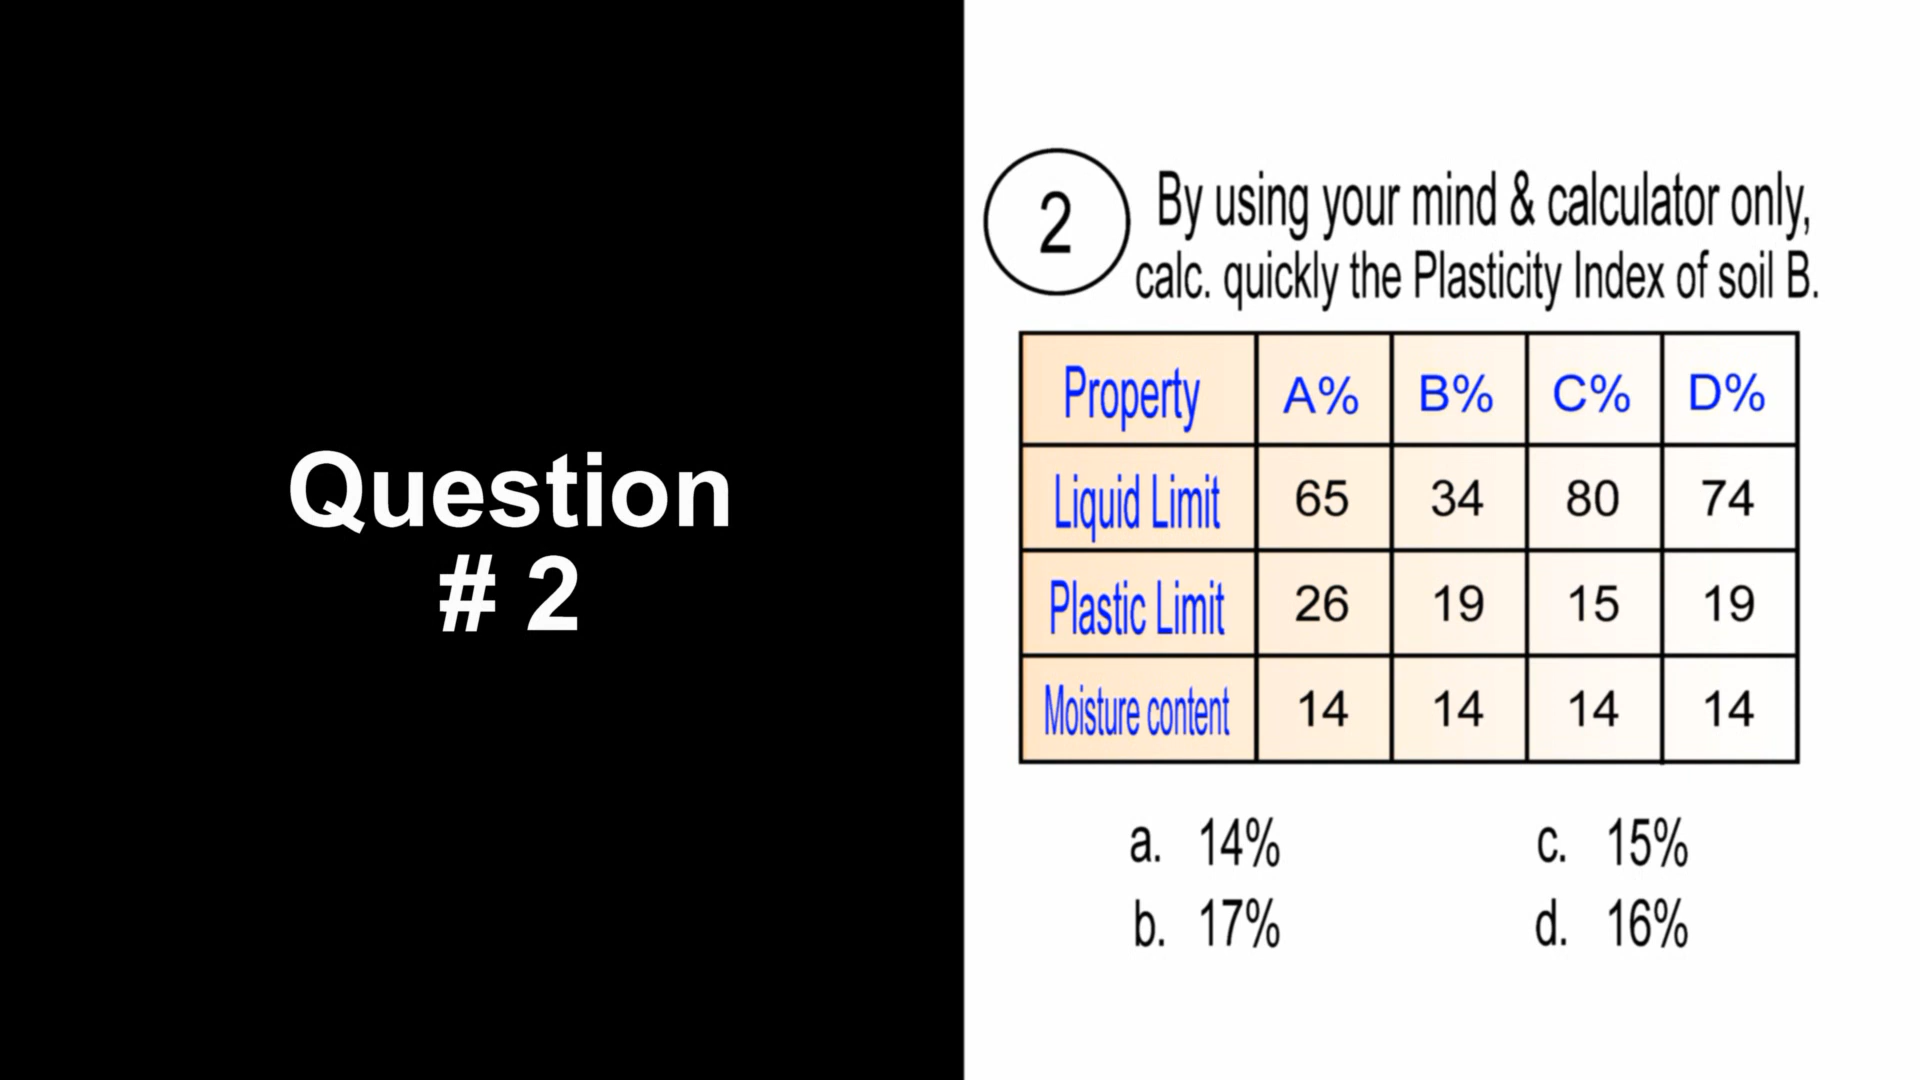 Question
# 2
2
By using your mind & calculator only,
calc. quickly the Plasticity Index of soil B.
Property A% B% C% D%
Liquid Limit 65 34 80 74
Plastic Limit 26 19 15 19
Moisture content 14 14 14 14
a. 14% c. 15%
b. 17% d. 16%